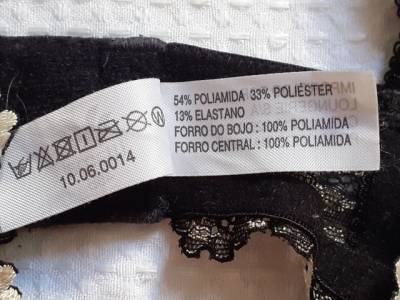 54% POLIAMIDA 33% POLIÉSTER
13% ELASTANO
FORRO DO BOJO : 100% POLIAMIDA
FORRO CENTRAL : 100% POLIAMIDA
W
10.06.0014